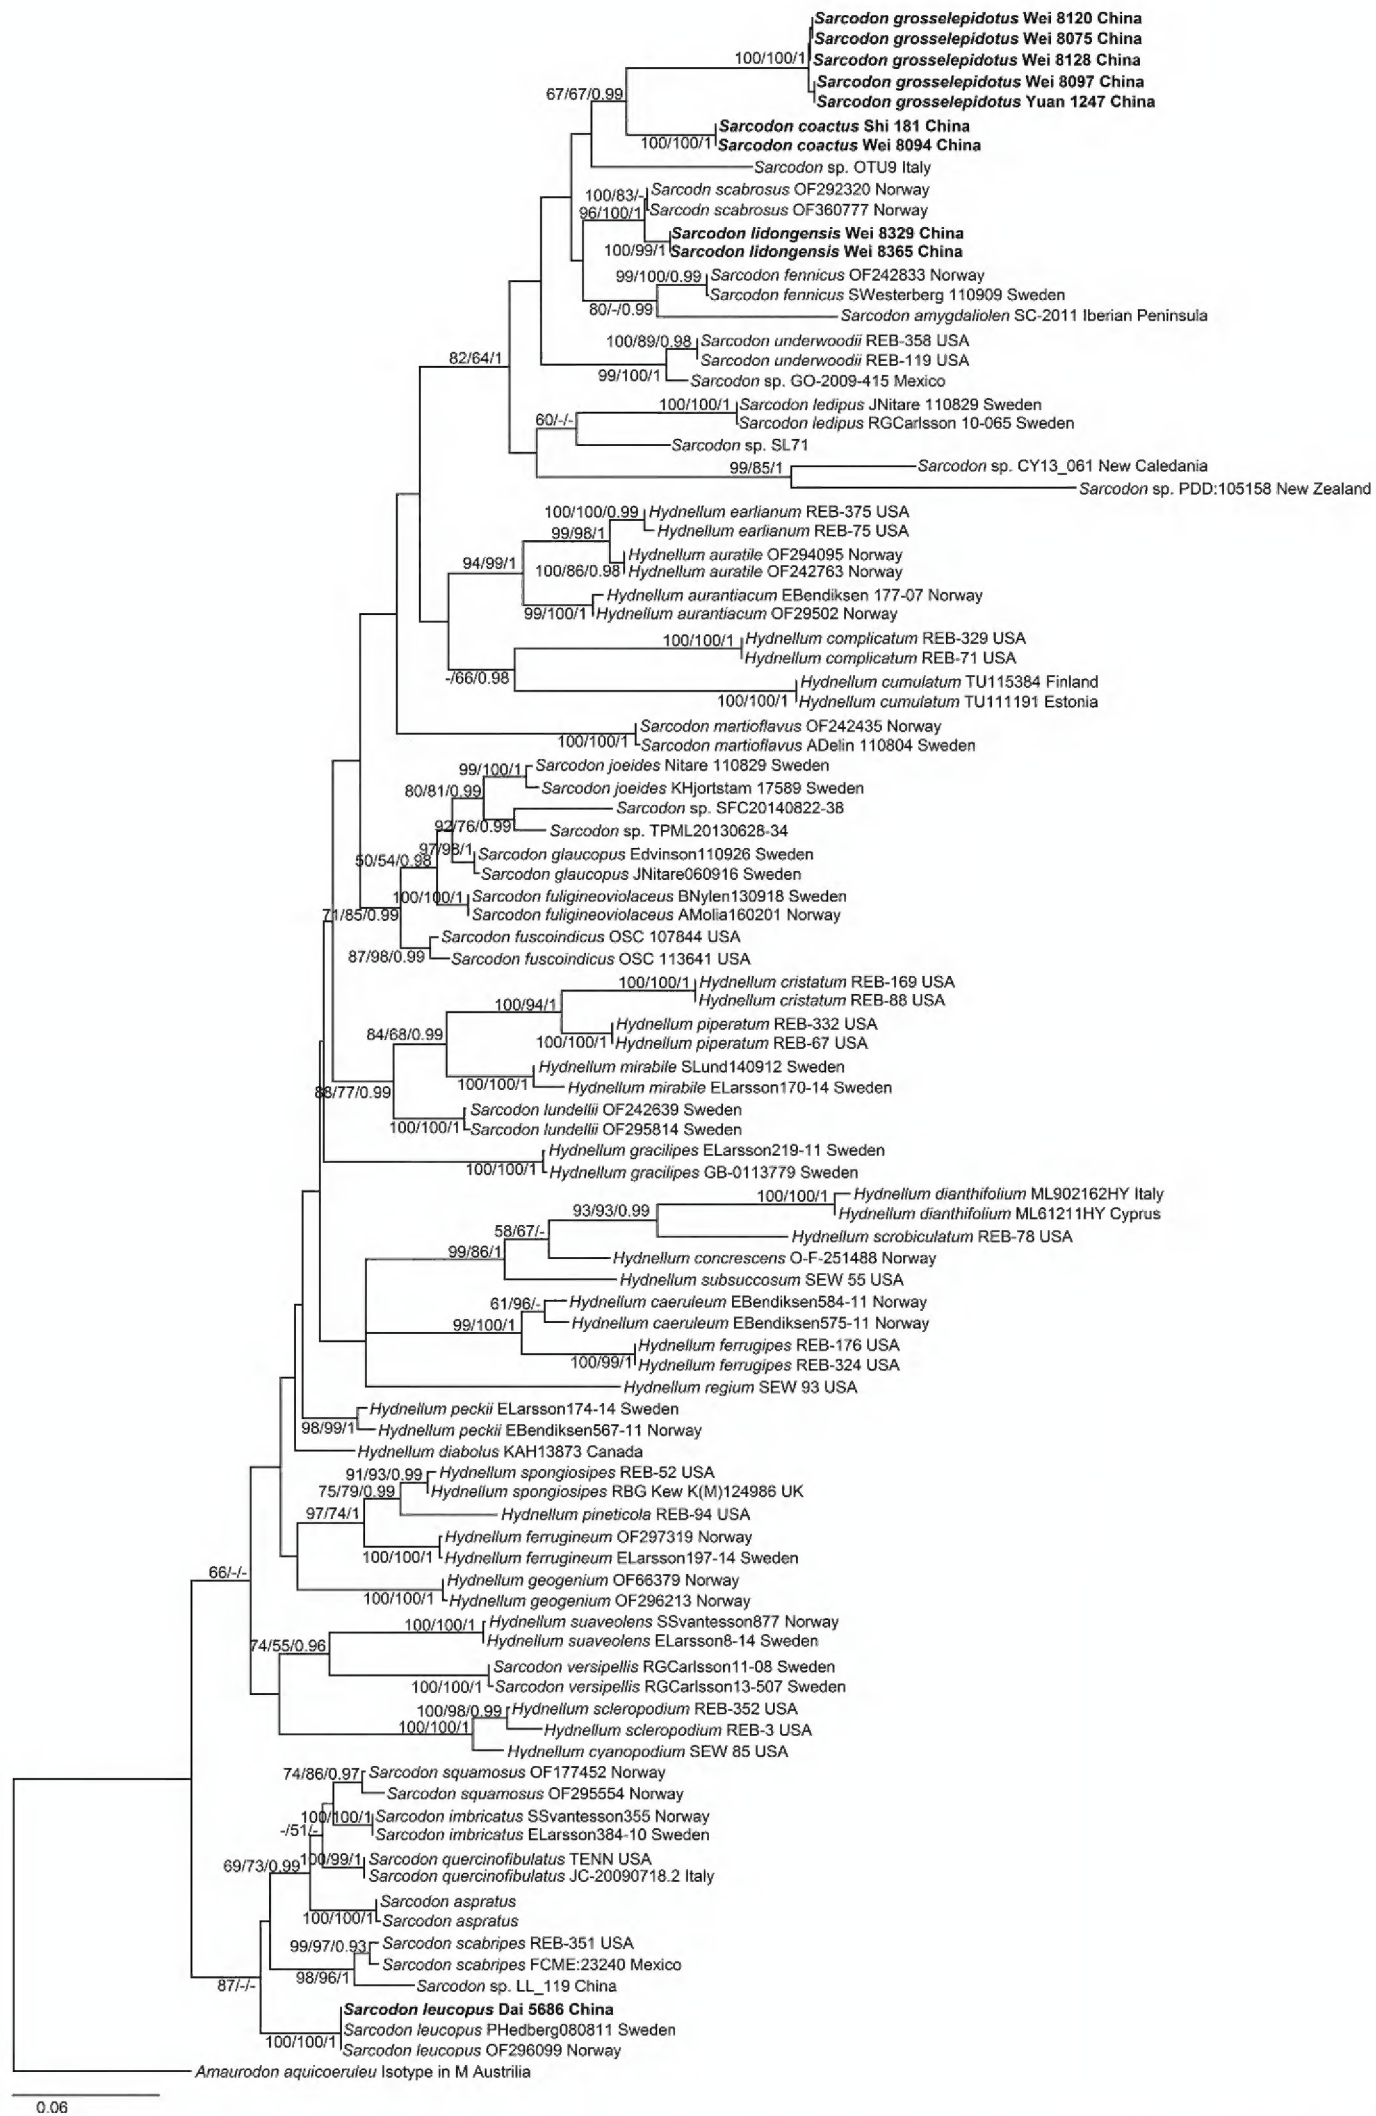 Sarcodon grosselepidotus Wei 8120 China
Sarcodon grosselepidotus Wei 8075 China
100/100/1
Sarcodon grosselepidotus Wei 8128 China
Sarcodon grosselepidotus Wei 8097 China
67/67/0.99
Sarcodon grosselepidotus Yuan 1247 China
Sarcodon coactus Shi 181 China
100/100/1
Sarcodon coactus Wei 8094 China
Sarcodon sp. OTU9 Italy
100/83/-
Sarcodn scabrosus OF292320 Norway
96/100/1
Sarcodn scabrosus OF360777 Norway
Sarcodon lidongensis Wei 8329 China
100/99/1
Sarcodon lidongensis Wei 8365 China
99/100/0.99
Sarcodon fennicus OF242833 Norway
Sarcodon fennicus SWesterberg 110909 Sweden
80/-/0.99
Sarcodon amygdaliolen SC-2011 Iberian Peninsula
100/89/0.98
Sarcodon underwoodii REB-358 USA
82/64/1
Sarcodon underwoodii REB-119 USA
99/100/1
Sarcodon sp. GO-2009-415 Mexico
100/100/1
Sarcodon ledipus JNitare 110829 Sweden
60/-/-
Sarcodon ledipus RGCarlsson 10-065 Sweden
Sarcodon sp. SL71
99/85/1
Sarcodon sp. CY13_061 New Caledania
Sarcodon sp. PDD:105158 New Zealand
100/100/0.99
Hydnellum earlianum REB-375 USA
99/98/1
Hydnellum earlianum REB-75 USA
94/99/1
Hydnellum auratile OF294095 Norway
100/86/0.98
Hydnellum auratile OF242763 Norway
Hydnellum aurantiacum EBendiksen 177-07 Norway
99/100/1
Hydnellum aurantiacum OF29502 Norway
100/100/1
Hydnellum complicatum REB-329 USA
Hydnellum complicatum REB-71 USA
-/66/0.98
Hydnellum cumulatum TU115384 Finland
100/100/1
Hydnellum cumulatum TU111191 Estonia
Sarcodon martioflavus OF242435 Norway
100/100/1
Sarcodon martioflavus ADelin 110804 Sweden
99/100/1
Sarcodon joeides Nitare 110829 Sweden
80/81/0.99
Sarcodon joeides KHjortstam 17589 Sweden
Sarcodon sp. SFC20140822-38
92/76/0.99
Sarcodon sp. TPML20130628-34
97/98/1
Sarcodon glaucopus Edvinson110926 Sweden
50/54/0.98
Sarcodon glaucopus JNitare060916 Sweden
100/100/1
Sarcodon fuligineoviolaceus BNylen130918 Sweden
71/85/0.99
Sarcodon fuligineoviolaceus AMolia160201 Norway
Sarcodon fuscoindicus OSC 107844 USA
87/98/0.99
Sarcodon fuscoindicus OSC 113641 USA
100/100/1
Hydnellum cristatum REB-169 USA
100/94/1
Hydnellum cristatum REB-88 USA
84/68/0.99
Hydnellum piperatum REB-332 USA
100/100/1
Hydnellum piperatum REB-67 USA
Hydnellum mirabile SLund140912 Sweden
100/100/1
Hydnellum mirabile ELarsson170-14 Sweden
88/77/0.99
Sarcodon lundellii OF242639 Sweden
100/100/1
Sarcodon lundellii OF295814 Sweden
Hydnellum gracilipes ELarsson219-11 Sweden
100/100/1
Hydnellum gracilipes GB-0113779 Sweden
100/100/1
Hydnellum dianthifolium ML902162HY Italy
93/93/0.99
Hydnellum dianthifolium ML61211HY Cyprus
58/67/-
Hydnellum scrobiculatum REB-78 USA
99/86/1
Hydnellum concrescens O-F-251488 Norway
Hydnellum subsuccosum SEW 55 USA
61/96/-
Hydnellum caeruleum EBendiksen584-11 Norway
99/100/1
Hydnellum caeruleum EBendiksen575-11 Norway
Hydnellum ferrugipes REB-176 USA
100/99/1
Hydnellum ferrugipes REB-324 USA
Hydnellum regium SEW 93 USA
Hydnellum peckii ELarsson174-14 Sweden
98/99/1
Hydnellum peckii EBendiksen567-11 Norway
Hydnellum diabolus KAH13873 Canada
91/93/0.99
Hydnellum spongiosipes REB-52 USA
75/79/0.99
Hydnellum spongiosipes RBG Kew K(M)124986 UK
97/74/1
Hydnellum pineticola REB-94 USA
Hydnellum ferrugineum OF297319 Norway
100/100/1
Hydnellum ferrugineum ELarsson197-14 Sweden
66/-/-
Hydnellum geogenium OF66379 Norway
100/100/1
Hydnellum geogenium OF296213 Norway
100/100/1
Hydnellum suaveolens SSvantesson877 Norway
74/55/0.96
Hydnellum suaveolens ELarsson8-14 Sweden
Sarcodon versipellis RGCarlsson11-08 Sweden
100/100/1
Sarcodon versipellis RGCarlsson13-507 Sweden
100/98/0.99
Hydnellum scleropodium REB-352 USA
100/100/1
Hydnellum scleropodium REB-3 USA
Hydnellum cyanopodium SEW 85 USA
74/86/0.97
Sarcodon squamosus OF177452 Norway
Sarcodon squamosus OF295554 Norway
100/100/1
Sarcodon imbricatus SSvantesson355 Norway
-/51/-
Sarcodon imbricatus ELarsson384-10 Sweden
69/73/0.99
100/99/1
Sarcodon quercinofibulatus TENN USA
Sarcodon quercinofibulatus JC-20090718.2 Italy
Sarcodon aspratus
100/100/1
Sarcodon aspratus
99/97/0.93
Sarcodon scabripes REB-351 USA
Sarcodon scabripes FCME:23240 Mexico
98/96/1
87/-/-
Sarcodon sp. LL_119 China
Sarcodon leucopus Dai 5686 China
Sarcodon leucopus PHedberg080811 Sweden
100/100/1
Sarcodon leucopus OF296099 Norway
Amaurodon aquicoeruleu Isotype in M Austrilia
0.06